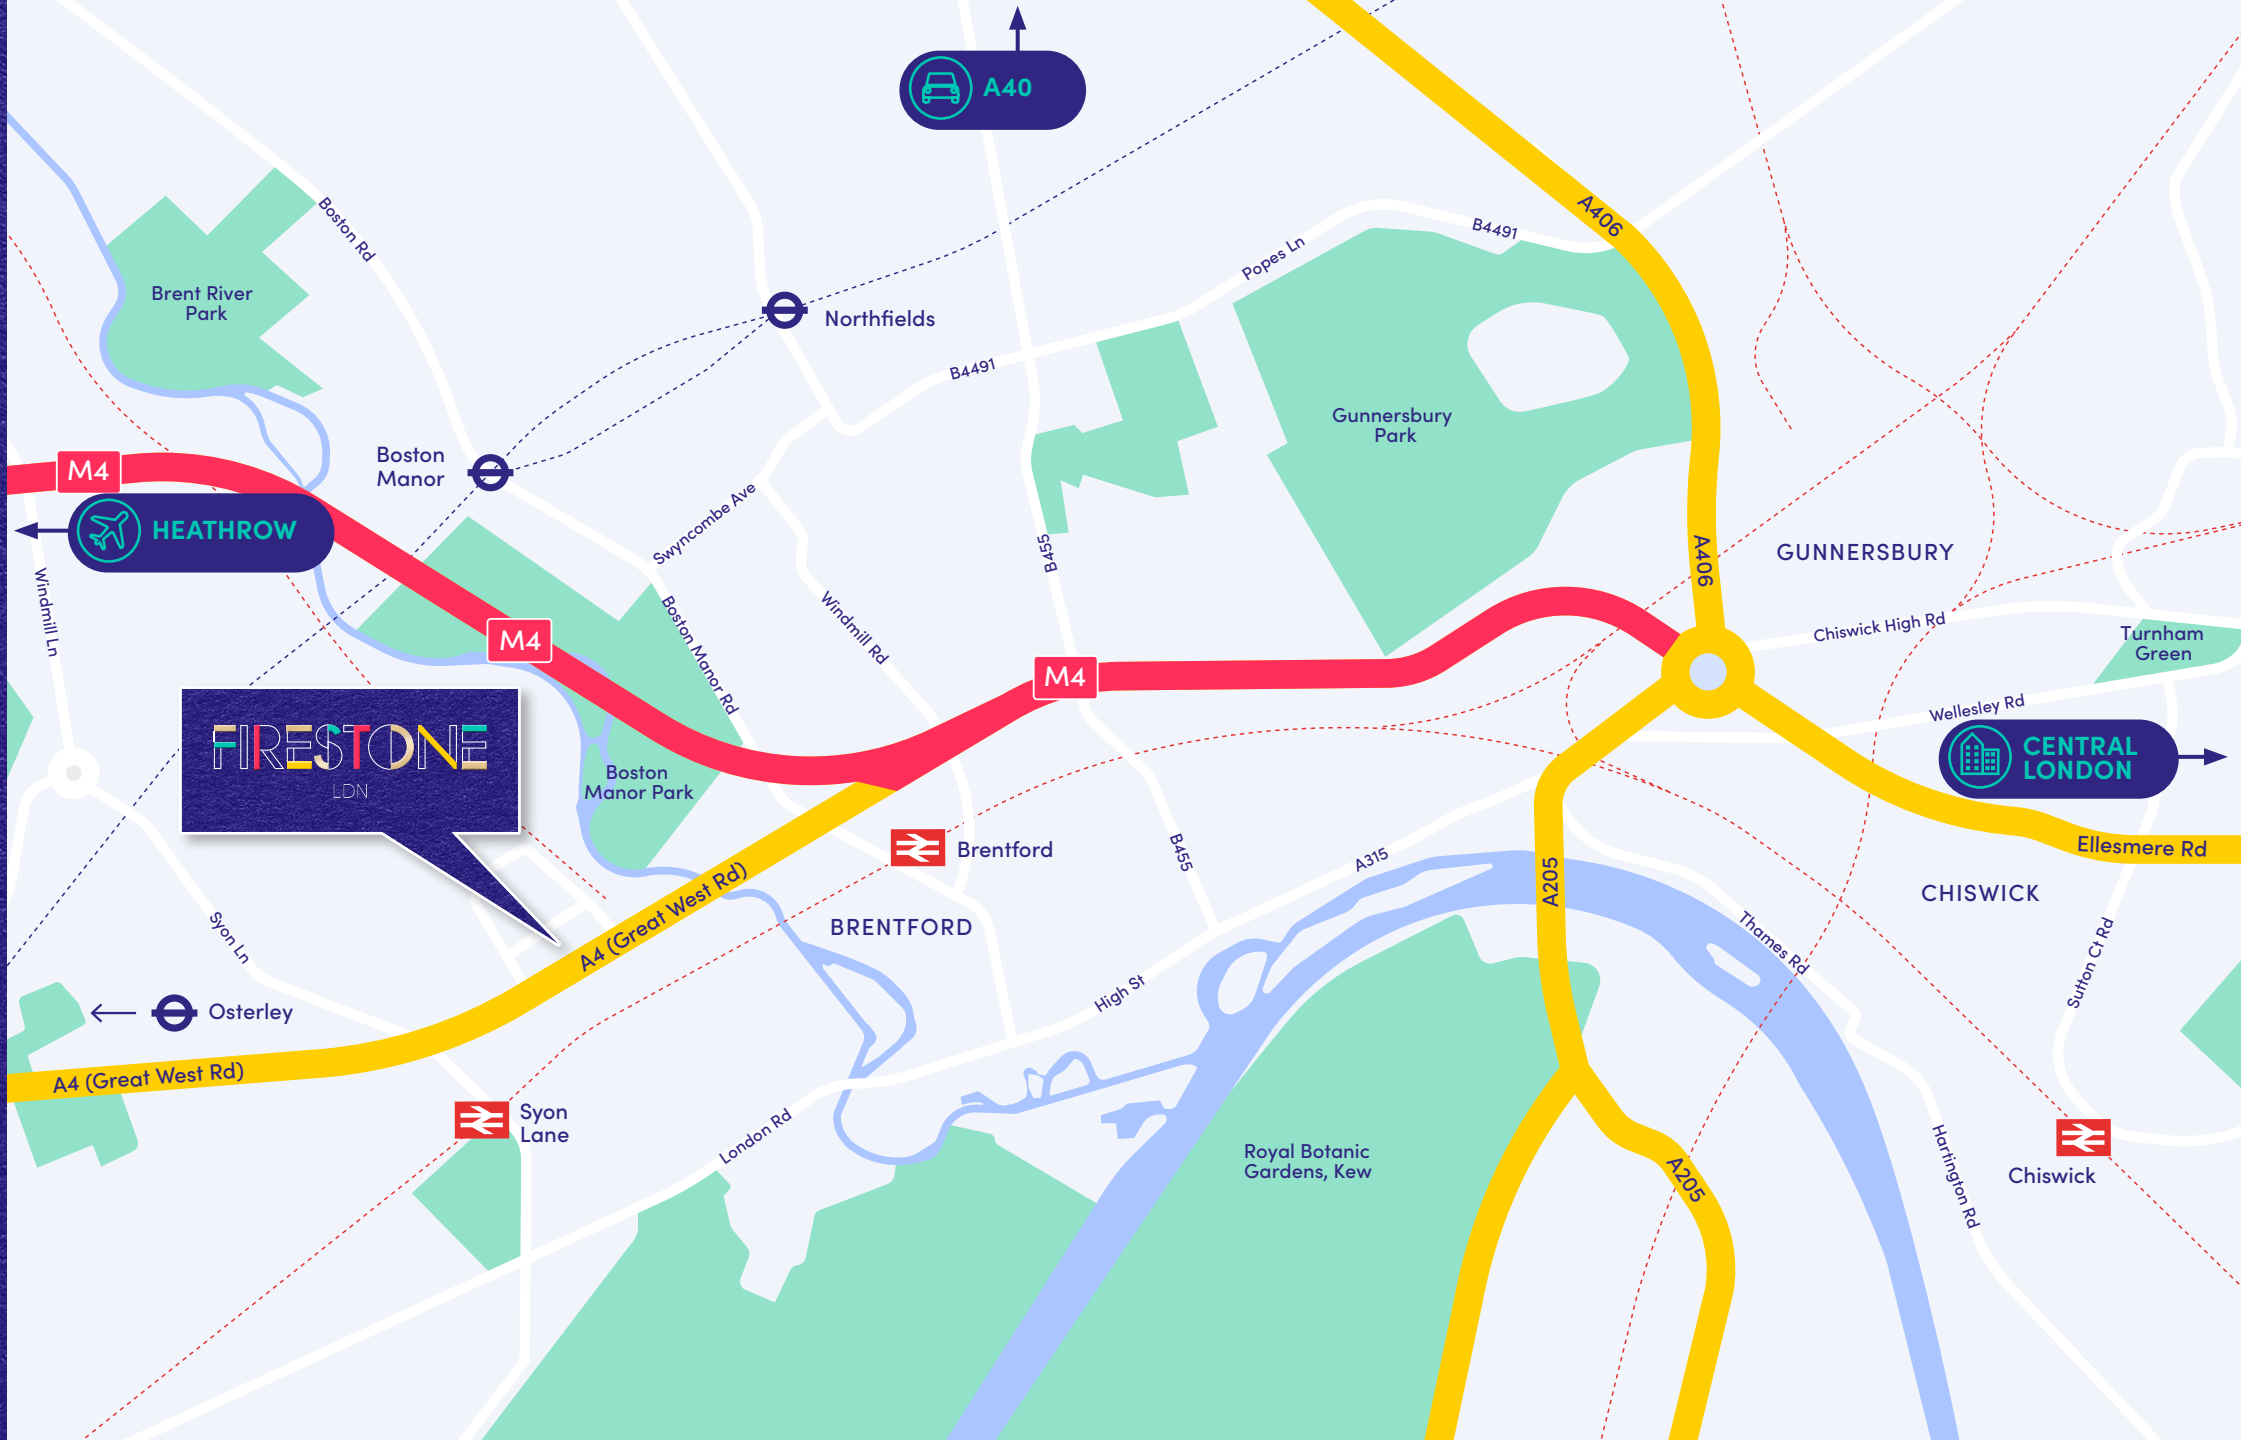 A40
A406
B4491
Popes Ln
Boston Rd
Brent River
Park
Northfields
B4491
Gunnersbury
Park
Boston
Manor
M4
HEATHROW
Swyncombe Ave
B455
A406
GUNNERSBURY
Windmill Ln
M4
Boston Manor Rd
Windmill Rd
Chiswick High Rd
Turnham
Green
M4
Wellesley Rd
FIRESTONE
LDN
CENTRAL
LONDON
Boston
Manor Park
Brentford
B455
A315
A205
Ellesmere Rd
CHISWICK
Syon Ln
A4 (Great West Rd)
BRENTFORD
Thames Rd
Sutton Ct Rd
High St
Osterley
A4 (Great West Rd)
Syon
Lane
London Rd
Royal Botanic
Gardens, Kew
A205
Hartington Rd
Chiswick